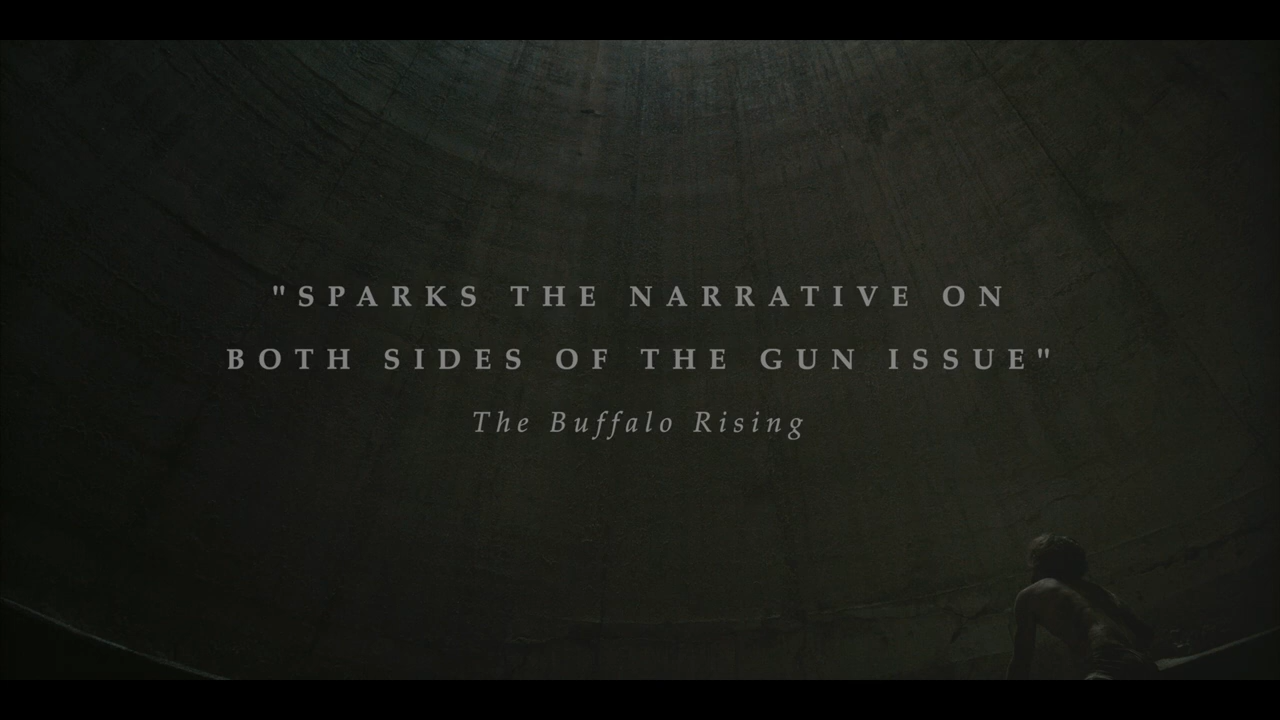 "SPARKS THE NARRATIVE ON
BOTH SIDES OF THE GUN ISSUE"
The Buffalo Rising